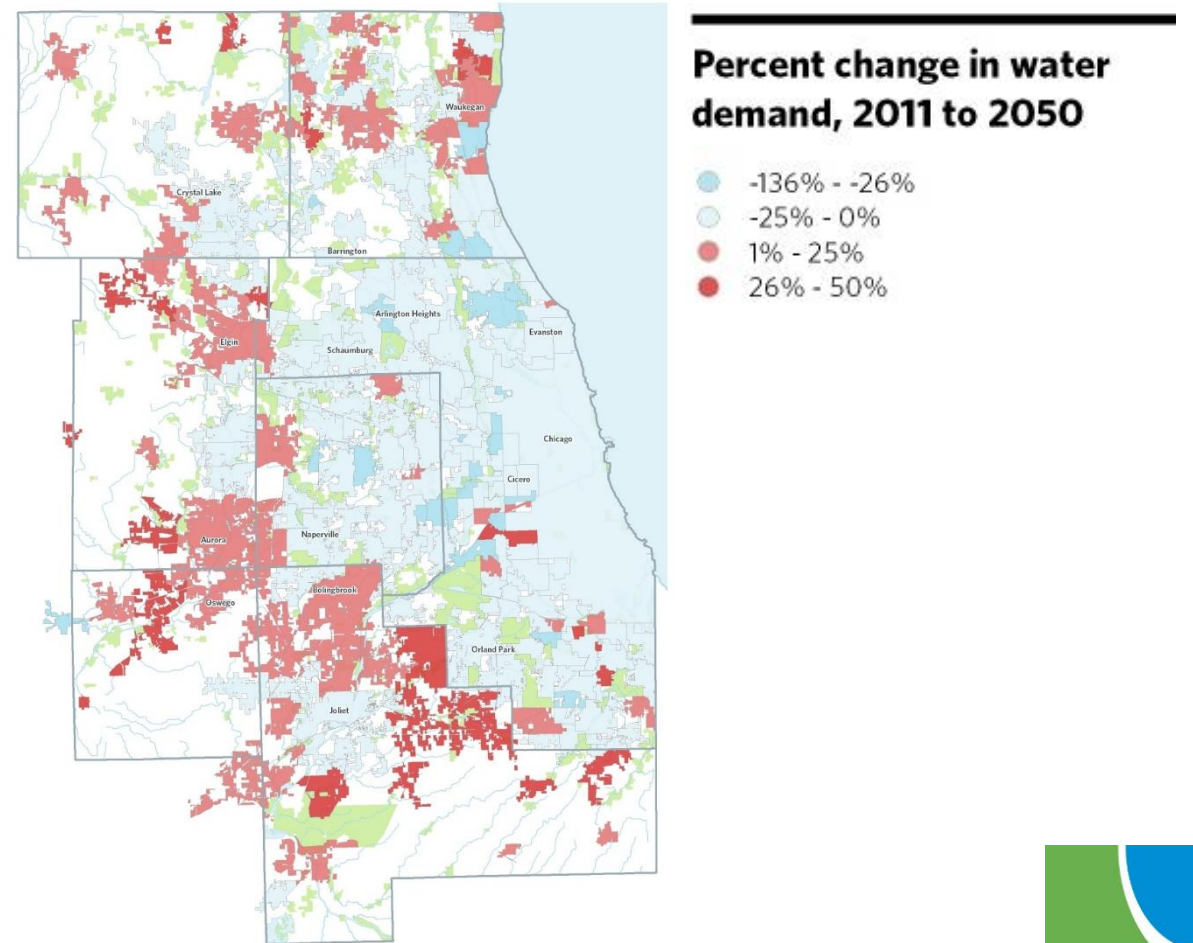 Percent change in water
demand, 2011 to 2050
-136% - -26%
-25% - 0%
1% - 25%
26% - 50%
Waukegan
Crystal Lake
Barrington
Arlington Heights
Evanston
Elgin
Schaumburg
Chicago
Cicero
Aurora
Naperville
Bolingbrook
Oswego
Orland Park
Joliet